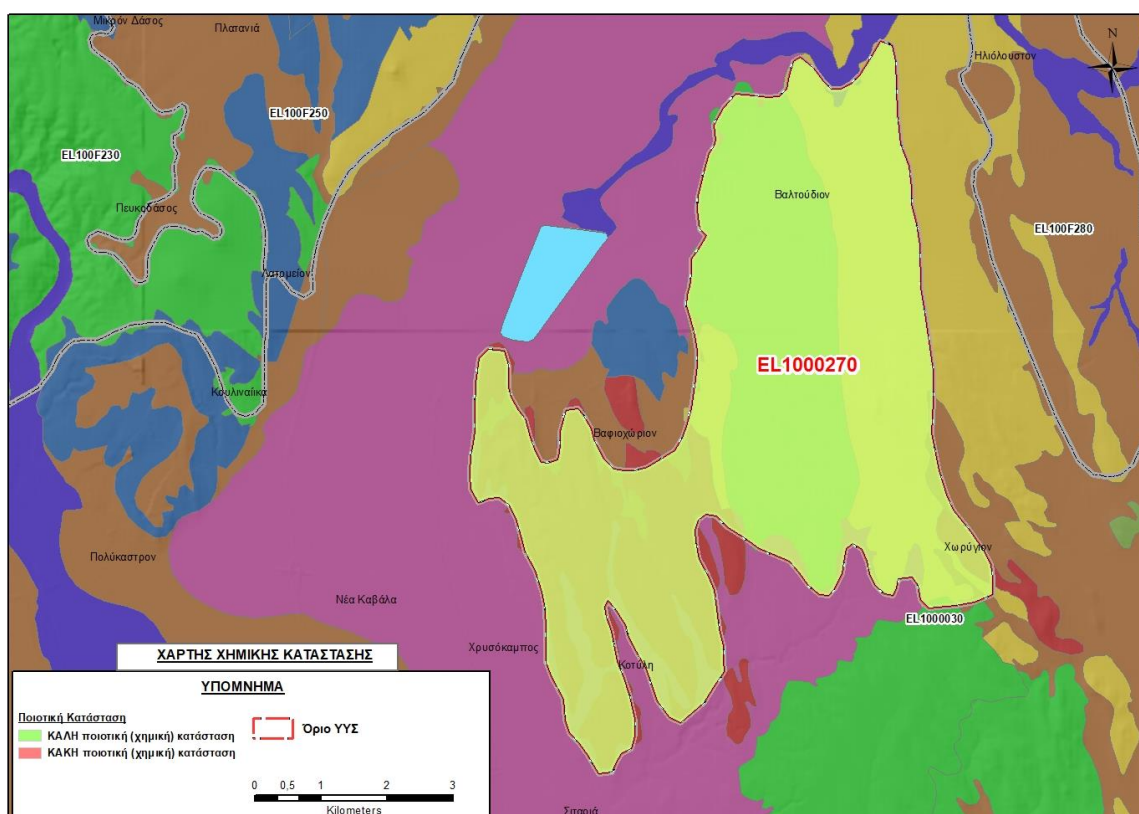 Μικρόν Δάσος
Πλατανιά
N
Ηλιόλουστον
EL100F250
EL100F230
Βαλτούδιον
Πευκοδάσος
EL100F280
Λατομείον
EL1000270
Κουλιναίικα
Βαφιοχώριον
Πολύκαστρον
Χωρύγιον
Νέα Καβάλα
EL1000030
Χρυσόκαμπος
Κοτύλη
ΧΑΡΤΗΣ ΧΗΜΙΚΗΣ ΚΑΤΑΣΤΑΣΗΣ
ΥΠΟΜΝΗΜΑ
Ποιοτική Κατάσταση
ΚΑΛΗ ποιοτική (χημική) κατάσταση
ΚΑΚΗ ποιοτική (χημική) κατάσταση
Όριο ΥΥΣ
0 0,5 1 2 3
Kilometers
Σιταριά